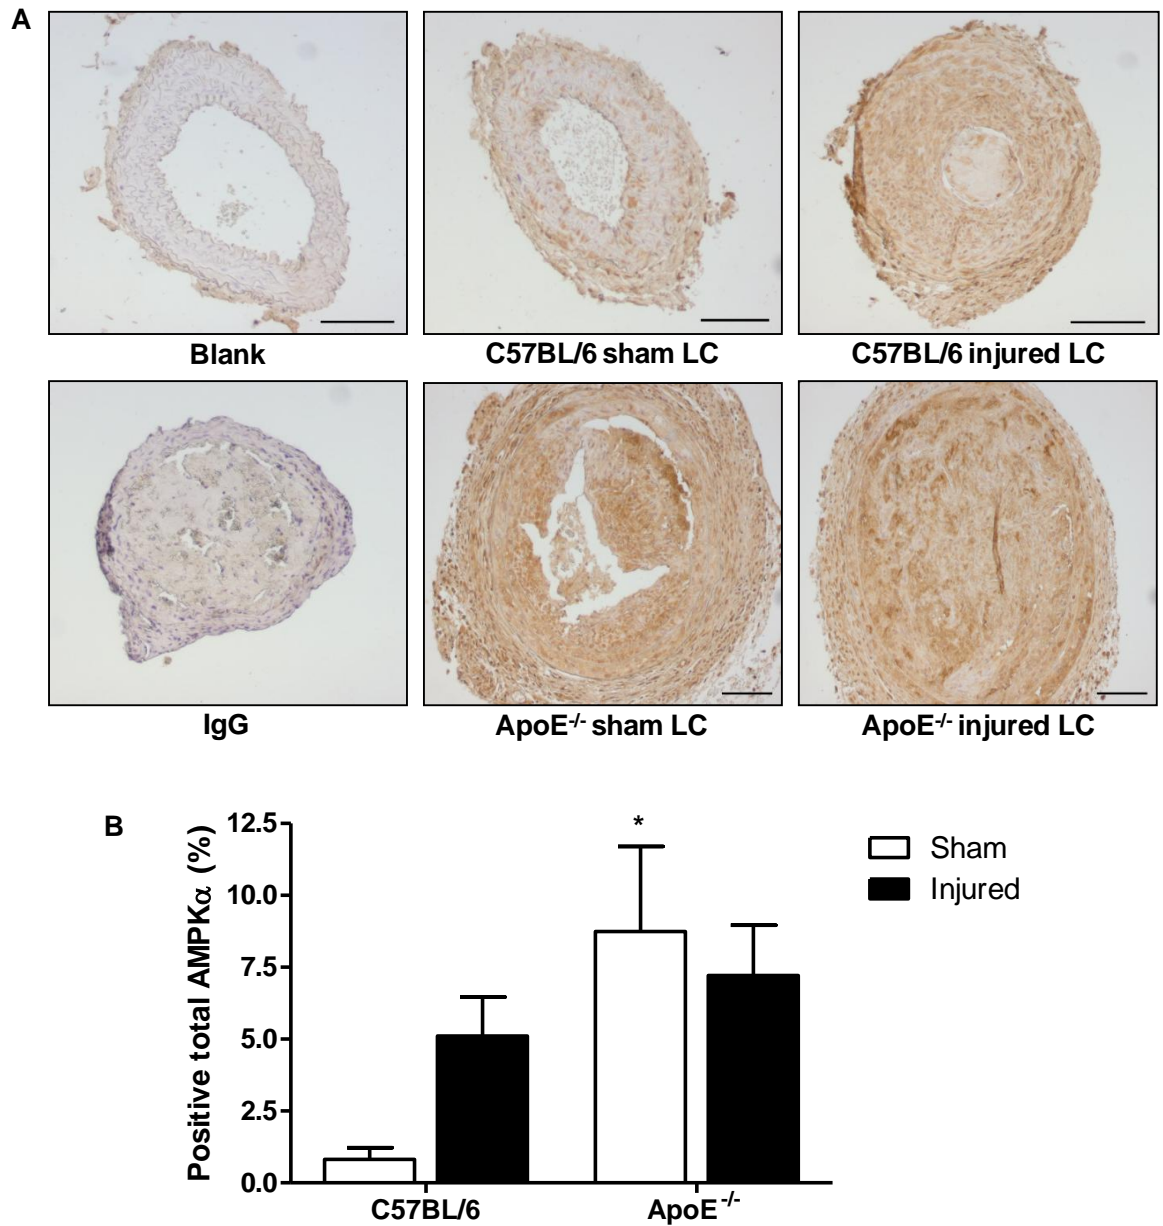 A
Blank
C57BL/6 sham LC
C57BL/6 injured LC
IgG
ApoE-/- sham LC
ApoE-/- injured LC
B
Positive total AMPKα (%)
12.5
10.0
7.5
5.0
2.5
0.0
*
C57BL/6
ApoE-/-
Sham
Injured